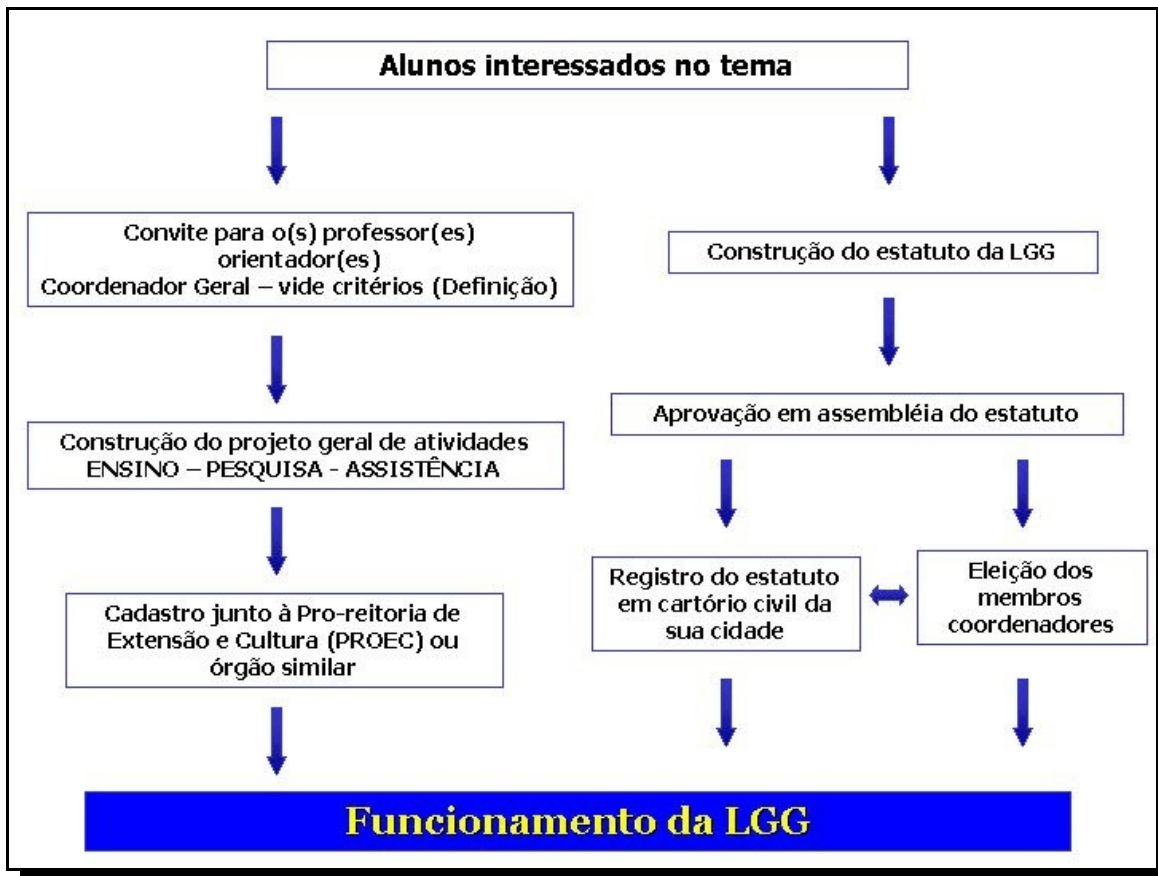 Alunos interessados no tema
Convite para o(s) professor(es)
orientador(es)
Coordenador Geral – vide critérios (Definição)
Construção do projeto geral de atividades
ENSINO – PESQUISA - ASSISTÊNCIA
Cadastro junto à Pro-reitoria de
Extensão e Cultura (PROEC) ou
órgão similar
Construção do estatuto da LGG
Aprovação em assembléia do estatuto
Registro do estatuto
em cartório civil da
sua cidade
Eleição dos
membros
coordenadores
Funcionamento da LGG